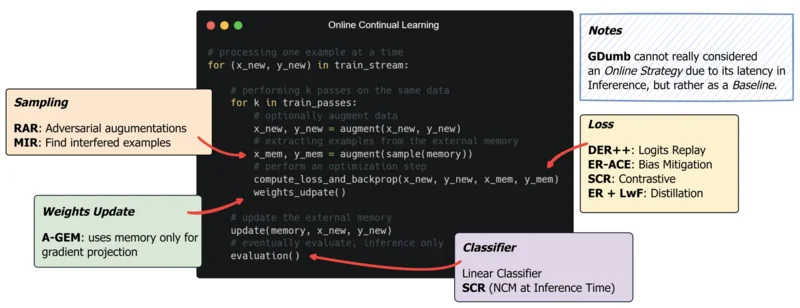 Online Continual Learning
# processing one example at a time
for (x_new, y_new) in train_stream:
# performing k passes on the same data
for k in train_passes:
# optionally augment data
x_new, y_new = augment(x_new, y_new)
# extracting examples from the external memory
x_mem, y_mem = augment(sample(memory))
# perform an optimization step
compute_loss_and_backprop(x_new, y_new, x_mem, y_mem)
weights_udpate()
# update the external memory
update(memory, x_new, y_new)
# eventually evaluate, inference only
evaluation()
Sampling
RAR: Adversarial augumentations
MIR: Find interfered examples
Weights Update
A-GEM: uses memory only for
gradient projection
Notes
GDumb cannot really considered
an Online Strategy due to its latency in
Infererence, but rather as a Baseline.
Loss
DER++: Logits Replay
ER-ACE: Bias Mitigation
SCR: Contrastive
ER + LwF: Distillation
Classifier
Linear Classifier
SCR (NCM at Inference Time)